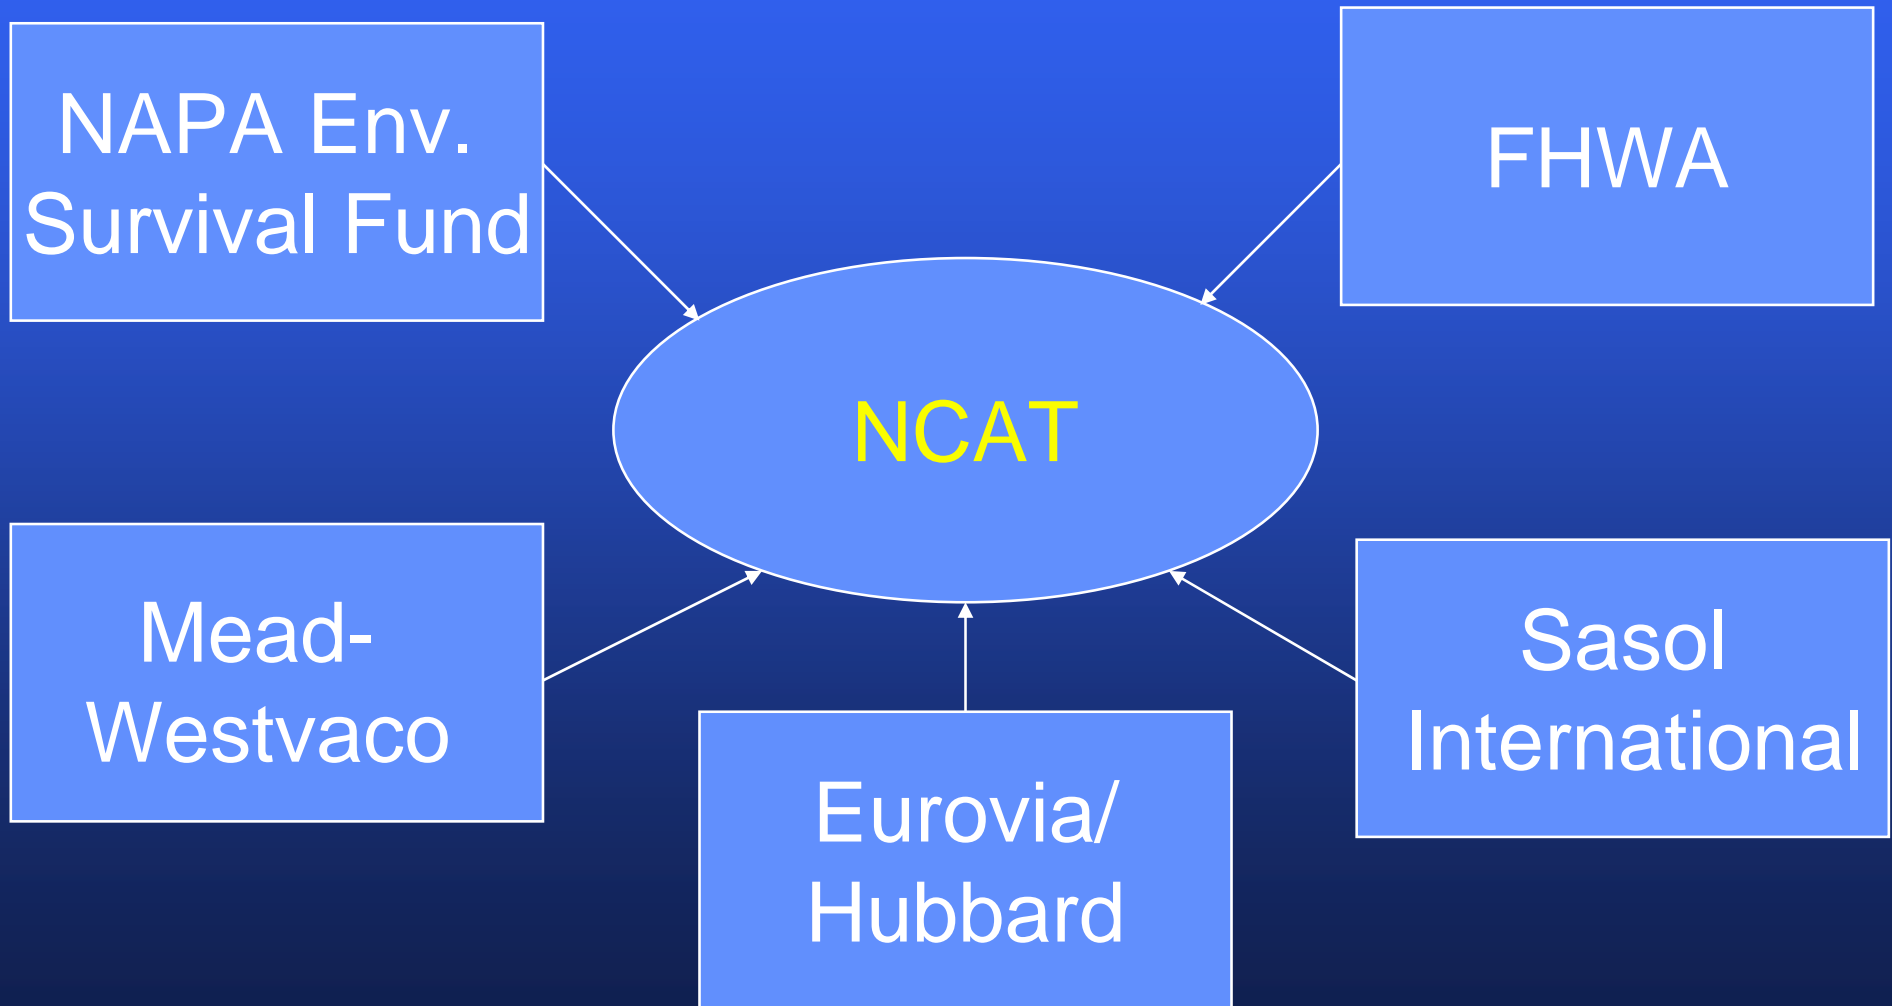 NAPA Env.
Survival Fund
FHWA
NCAT
Mead-
Westvaco
Sasol
International
Eurovia/
Hubbard